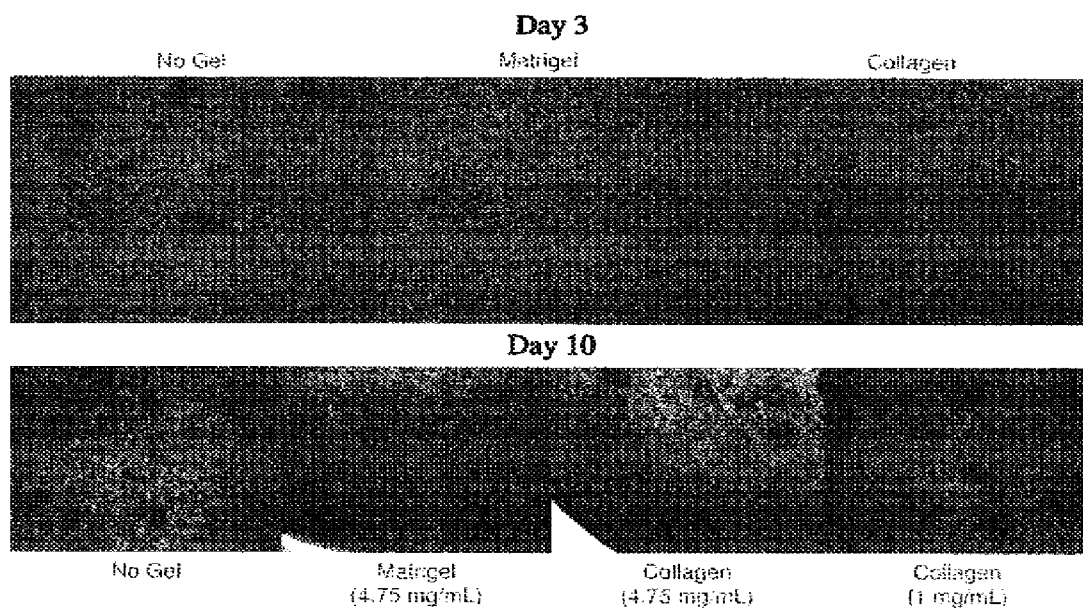 Day 3
No Gel Matrigel Collagen
Day 10
No Gel Matrigel Collagen Collagen
(4.75 mg/mL) (4.75 mg/mL) (1 mg/mL)